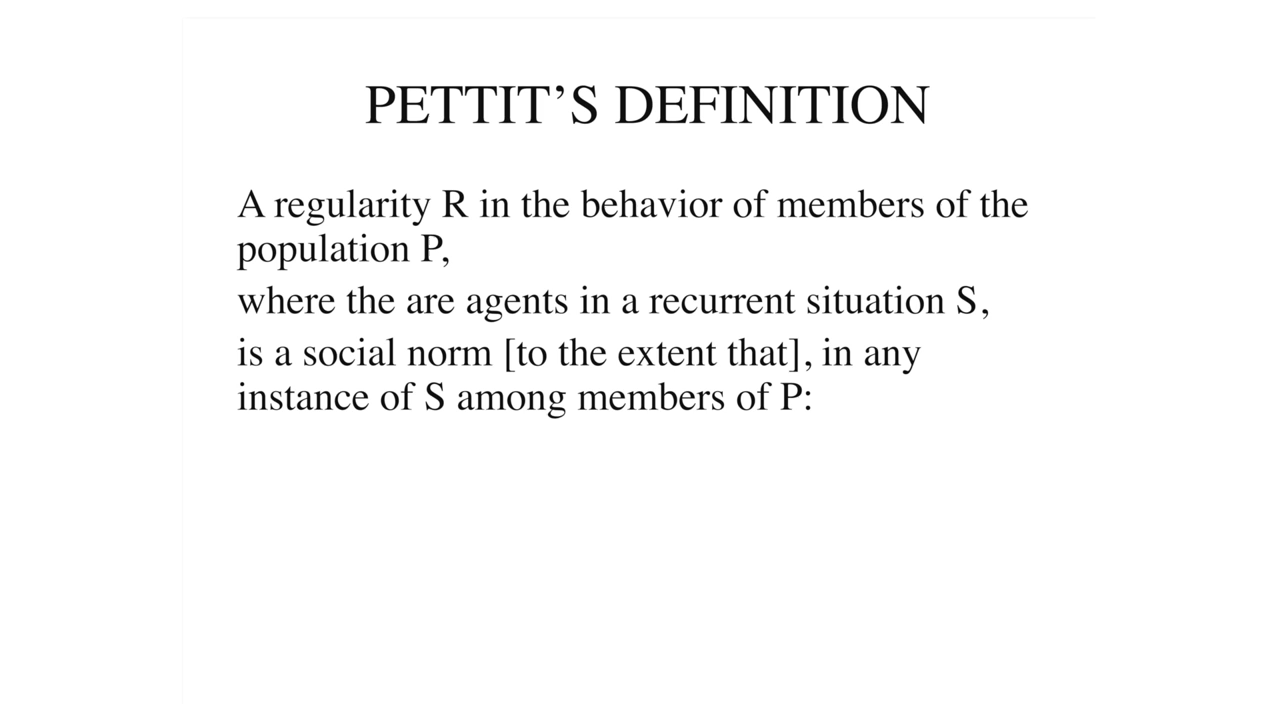 PETTIT’S DEFINITION
A regularity R in the behavior of members of the
population P,
where the are agents in a recurrent situation S,
is a social norm [to the extent that], in any
instance of S among members of P: